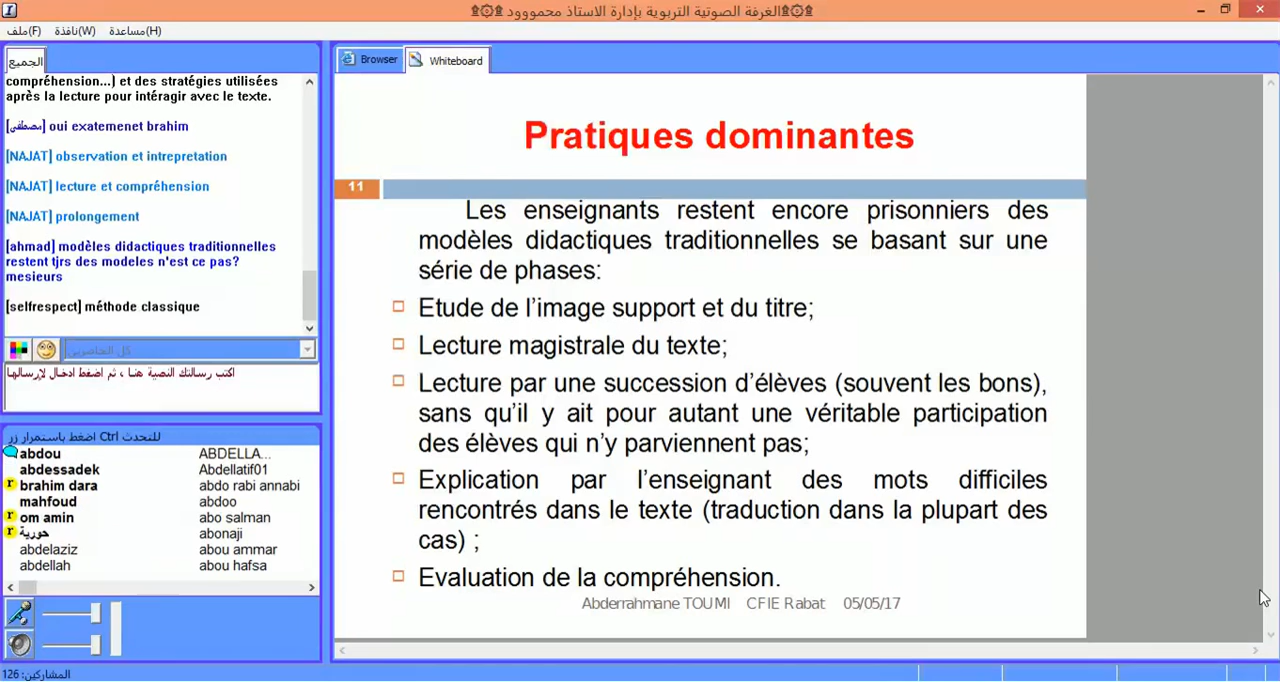 ۩۞۩الغرفة الصوتية التربوية بإدارة الاستاذ محمووود۩۞۩
ملف(F) نافذة(W) مساعدة(H)
الجميع
compréhension...) et des stratégies utilisées
après la lecture pour intéragir avec le texte.
[مصطفى] oui exatemenet brahim
[NAJAT] observation et intrepretation
[NAJAT] lecture et compréhension
[NAJAT] prolongement
[ahmad] modèles didactiques traditionnelles
restent tjrs des modeles n'est ce pas?
mesieurs
[selfrespect] méthode classique
كل الحاضرين
اكتب رسالتك النصية هنا ، ثم اضغط ادخال لإرسالها
للتحدث Ctrl اضغط باستمرار زر
abdou ABDELLA...
abdessadek Abdellatif01
brahim dara abdo rabi annabi
mahfoud abdoo
om amin abo salman
حورية abonaji
abdelaziz abou ammar
abdellah abou hafsa
المشاركين: 126
Browser Whiteboard
Pratiques dominantes
11
Les enseignants restent encore prisonniers des
modèles didactiques traditionnelles se basant sur une
série de phases:
Etude de l’image support et du titre;
Lecture magistrale du texte;
Lecture par une succession d’élèves (souvent les bons),
sans qu’il y ait pour autant une véritable participation
des élèves qui n’y parviennent pas;
Explication par l’enseignant des mots difficiles
rencontrés dans le texte (traduction dans la plupart des
cas) ;
Evaluation de la compréhension.
Abderrahmane TOUMI CFIE Rabat 05/05/17